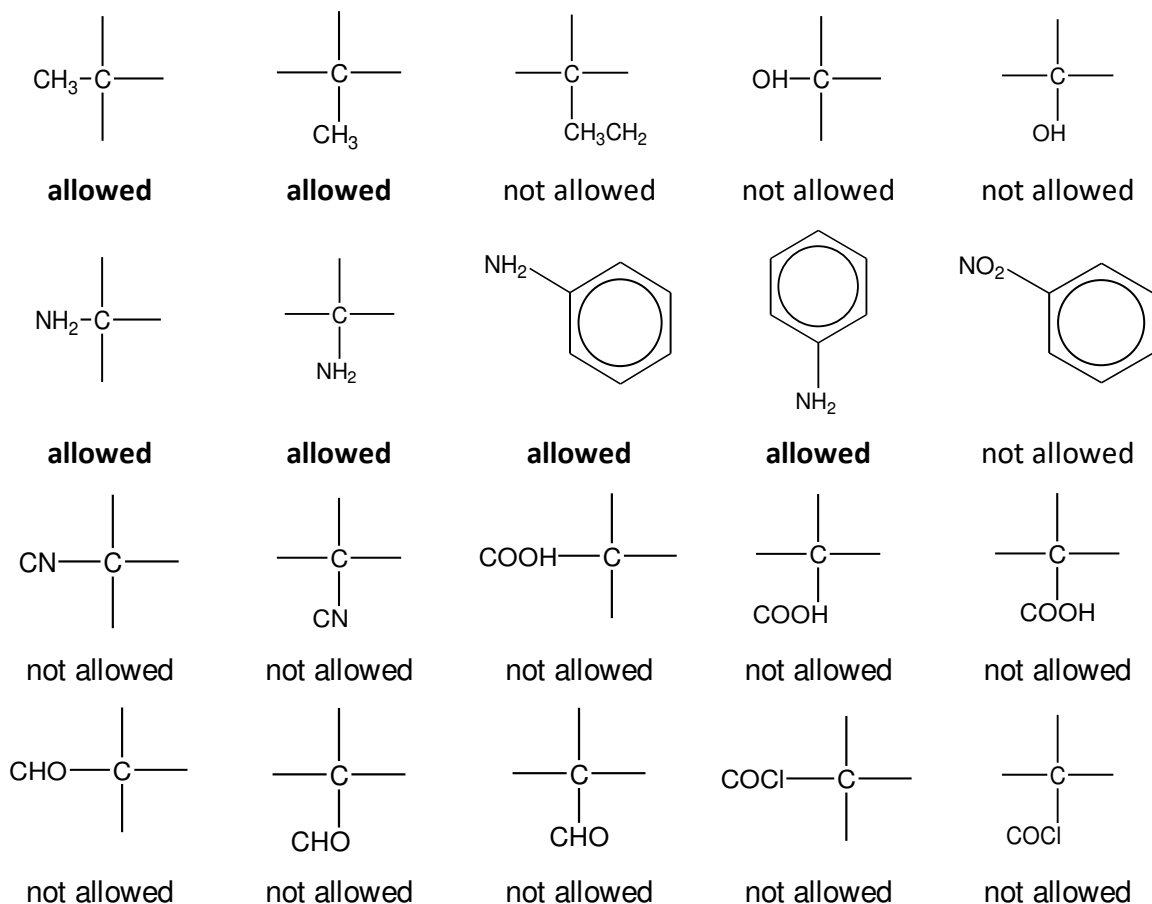 CH₃ C C C OH C C
CH₃ CH₃CH₂ OH
allowed allowed not allowed not allowed not allowed
NH₂ C C NH₂ NO₂
NH₂ NH₂
allowed allowed allowed allowed not allowed
CN C C COOH C C C
CN COOH COOH
not allowed not allowed not allowed not allowed not allowed
CHO C C C COCl C C
CHO CHO COCl
not allowed not allowed not allowed not allowed not allowed